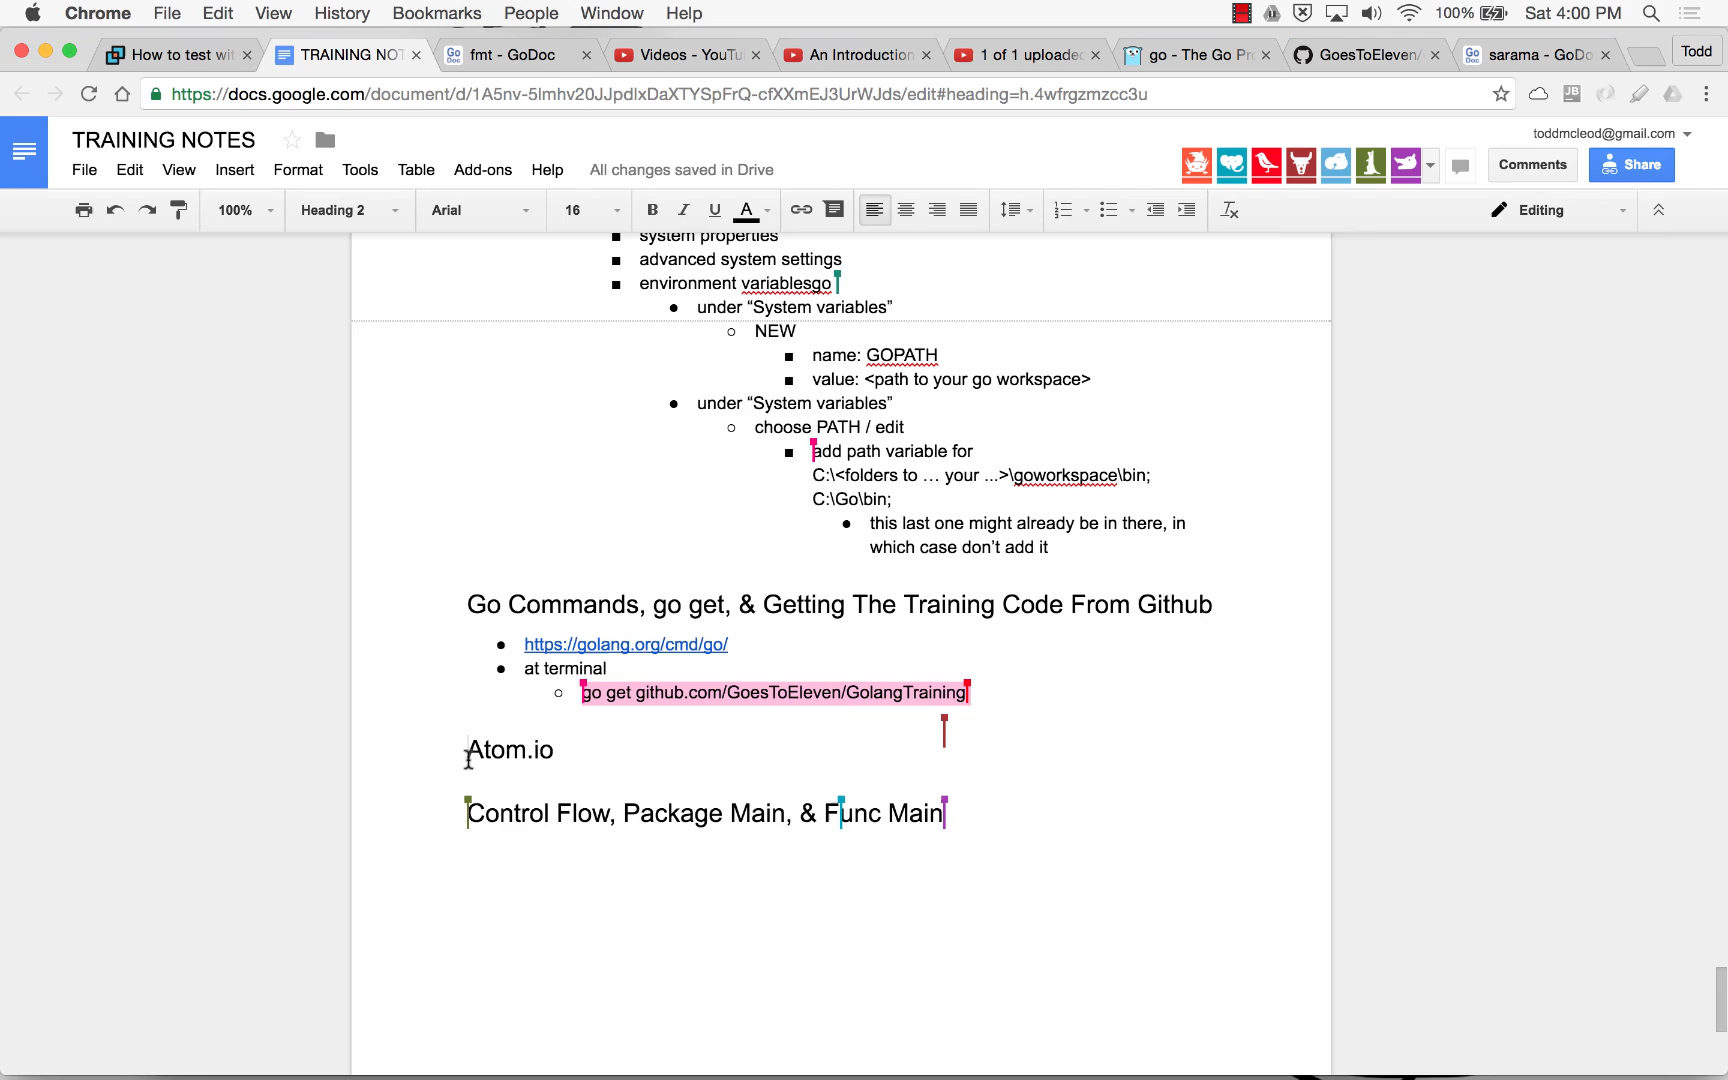 Chrome File Edit View History Bookmarks People Window Help 100% Sat 4:00 PM
How to test wit TRAINING NOT fmt - GoDoc Videos - YouTu An Introduction 1 of 1 uploaded go - The Go Pro GoesToEleven/ sarama - GoDo Todd
https://docs.google.com/document/d/1A5nv-5lmhv20JJpdlxDaXTYSpFrQ-cfXXmEJ3UrWJds/edit#heading=h.4wfrgzmzcc3u
TRAINING NOTES toddmcleod@gmail.com
File Edit View Insert Format Tools Table Add-ons Help All changes saved in Drive Comments Share
100% Heading 2 Arial 16 B I U A Editing
system properties
advanced system settings
environment variablesgo
under “System variables”
NEW
name: GOPATH
value: <path to your go workspace>
under “System variables”
choose PATH / edit
add path variable for
C:\<folders to … your ...>\goworkspace\bin;
C:\Go\bin;
this last one might already be in there, in
which case don’t add it
Go Commands, go get, & Getting The Training Code From Github
https://golang.org/cmd/go/
at terminal
go get github.com/GoesToEleven/GolangTraining
Atom.io
Control Flow, Package Main, & Func Main